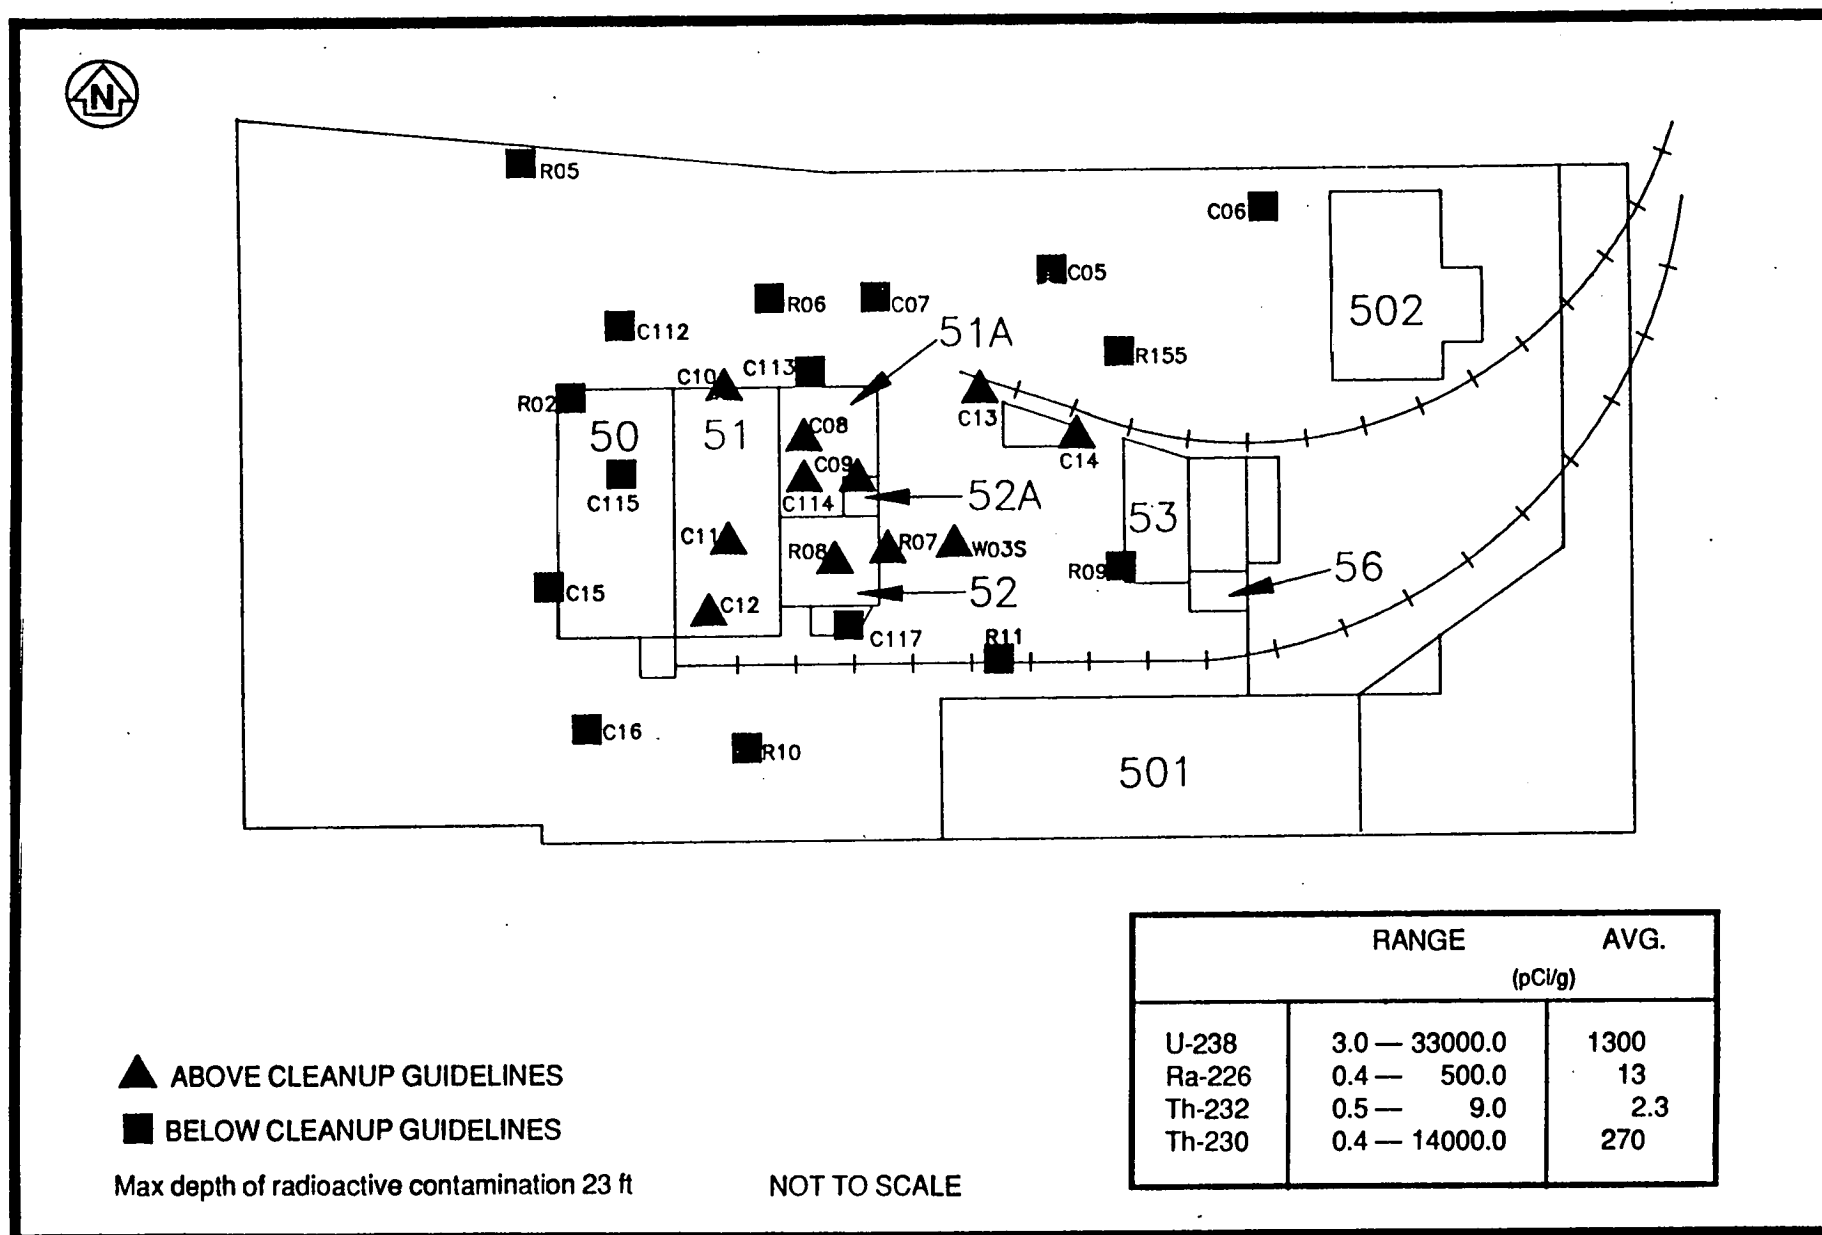 N
R05
C06
C05
R06
C07
C112
51A
502
R155
C113
C10
R02
C13
50
51
C08
C14
C09
C115
C114
52A
53
C11
R08
R07
W03S
R09
56
C15
C12
52
C117
R11
C16
R10
501
RANGE AVG.
(pCi/g)
U-238 3.0 — 33000.0 1300
Ra-226 0.4 — 500.0 13
Th-232 0.5 — 9.0 2.3
Th-230 0.4 — 14000.0 270
ABOVE CLEANUP GUIDELINES
BELOW CLEANUP GUIDELINES
Max depth of radioactive contamination 23 ft
NOT TO SCALE